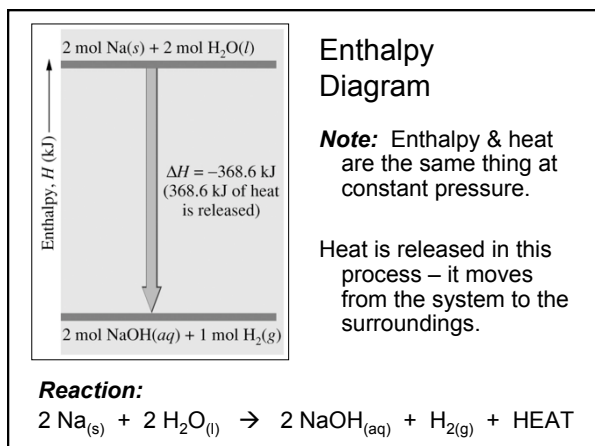 2 mol Na(s) + 2 mol H₂O(l)
Enthalpy, H (kJ)
ΔH = −368.6 kJ
(368.6 kJ of heat
is released)
2 mol NaOH(aq) + 1 mol H₂(g)
Enthalpy
Diagram
Note: Enthalpy & heat
are the same thing at
constant pressure.
Heat is released in this
process – it moves
from the system to the
surroundings.
Reaction:
2 Na(s) + 2 H₂O(l) → 2 NaOH(aq) + H₂(g) + HEAT